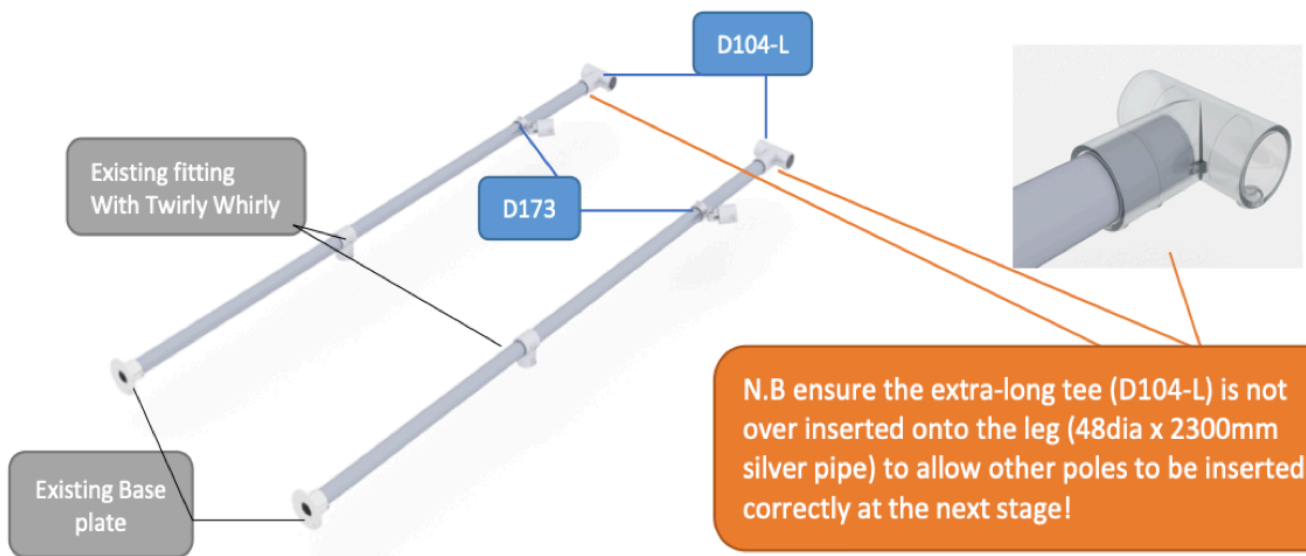 D104-L
Existing fitting
With Twirly Whirly
D173
N.B ensure the extra-long tee (D104-L) is not
over inserted onto the leg (48dia x 2300mm
silver pipe) to allow other poles to be inserted
correctly at the next stage!
Existing Base
plate